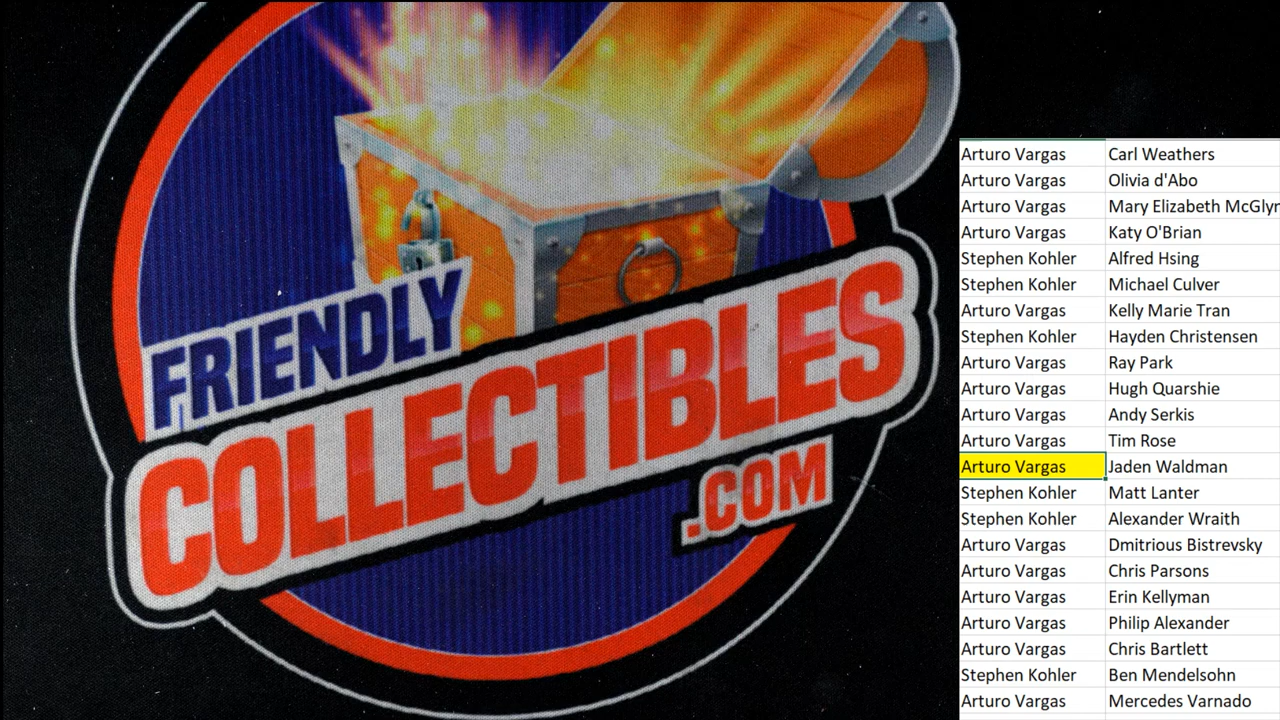 FRIENDLY
COLLECTIBLES
.COM
Arturo Vargas Carl Weathers
Arturo Vargas Olivia d'Abo
Arturo Vargas Mary Elizabeth McGlyn
Arturo Vargas Katy O'Brian
Stephen Kohler Alfred Hsing
Stephen Kohler Michael Culver
Arturo Vargas Kelly Marie Tran
Stephen Kohler Hayden Christensen
Arturo Vargas Ray Park
Arturo Vargas Hugh Quarshie
Arturo Vargas Andy Serkis
Arturo Vargas Tim Rose
Arturo Vargas Jaden Waldman
Stephen Kohler Matt Lanter
Stephen Kohler Alexander Wraith
Arturo Vargas Dmitrious Bistrevsky
Arturo Vargas Chris Parsons
Arturo Vargas Erin Kellyman
Arturo Vargas Philip Alexander
Arturo Vargas Chris Bartlett
Stephen Kohler Ben Mendelsohn
Arturo Vargas Mercedes Varnado